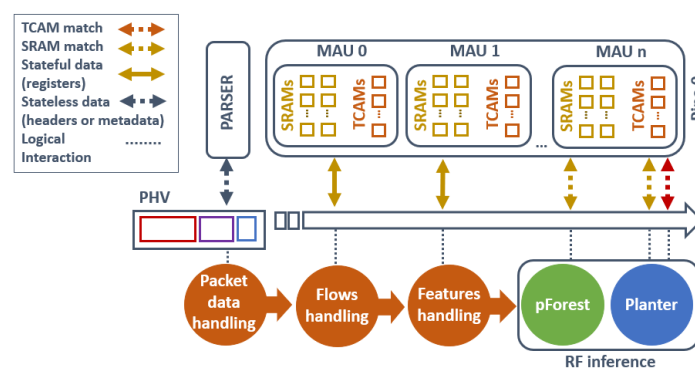 TCAM match
SRAM match
Stateful data
(registers)
Stateless data
(headers or metadata)
Logical
Interaction
PARSER
MAU 0
MAU 1
MAU n
SRAMs
...
...
TCAMs
...
SRAMs
...
...
TCAMs
...
...
SRAMs
...
...
TCAMs
...
PHV
Packet
data
handling
Flows
handling
Features
handling
pForest
Planter
RF inference